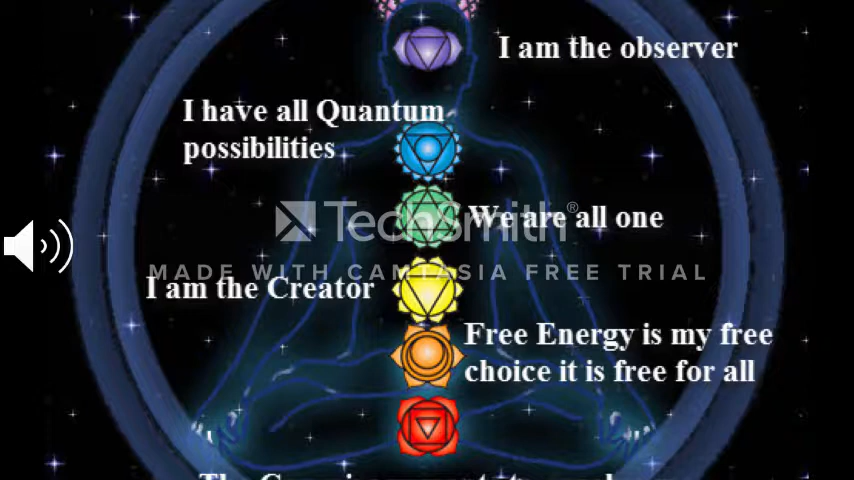 I am the observer
I have all Quantum
possibilities
TechSmith®
We are all one
MADE WITH CAMTASIA FREE TRIAL
I am the Creator
Free Energy is my free
choice it is free for all